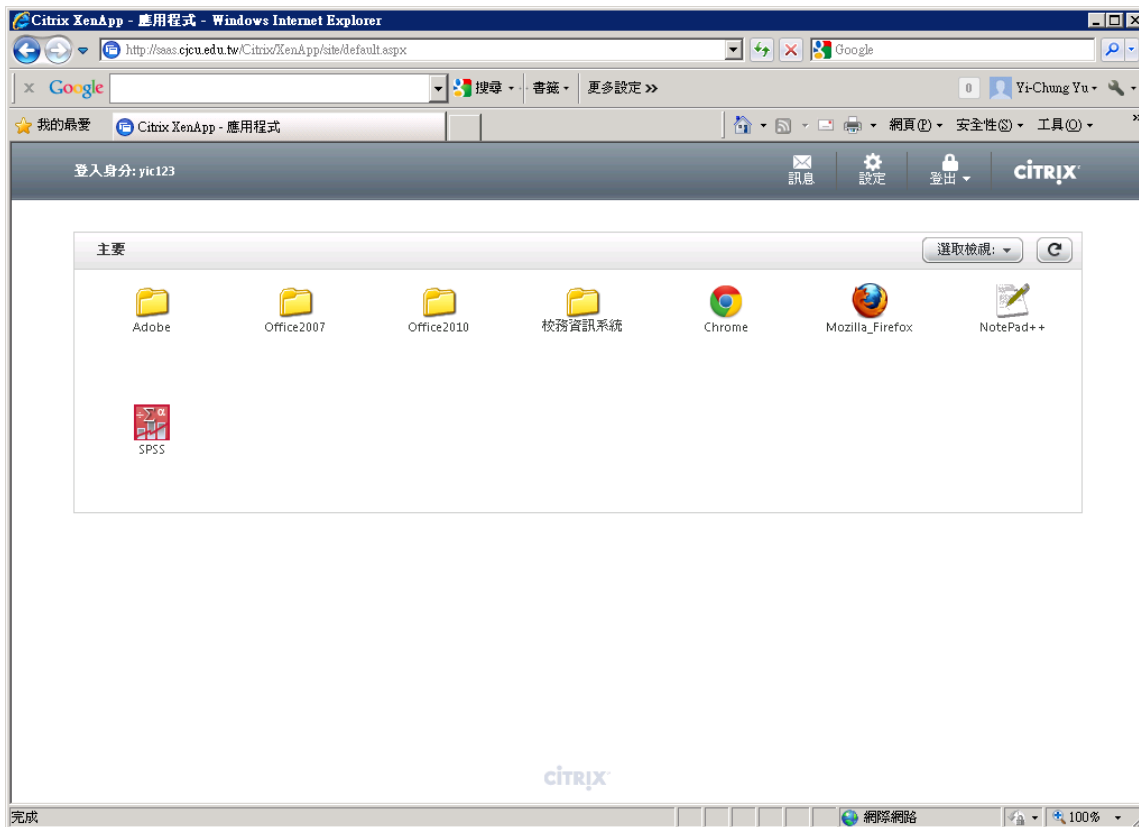 Citrix XenApp - 應用程式 - Windows Internet Explorer
http://saas.cjcu.edu.tw/Citrix/XenApp/site/default.aspx
Google
Google 搜尋 書籤 更多設定 >> 0 Yi-Chung Yu
我的最愛 Citrix XenApp - 應用程式 網頁(P) 安全性(S) 工具(O) »
登入身分: yic123 訊息 設定 登出 CITRIX
主要 選取檢視:
Adobe Office2007 Office2010 校務資訊系統 Chrome Mozilla_Firefox NotePad++
SPSS
CITRIX
完成 網際網路 100%